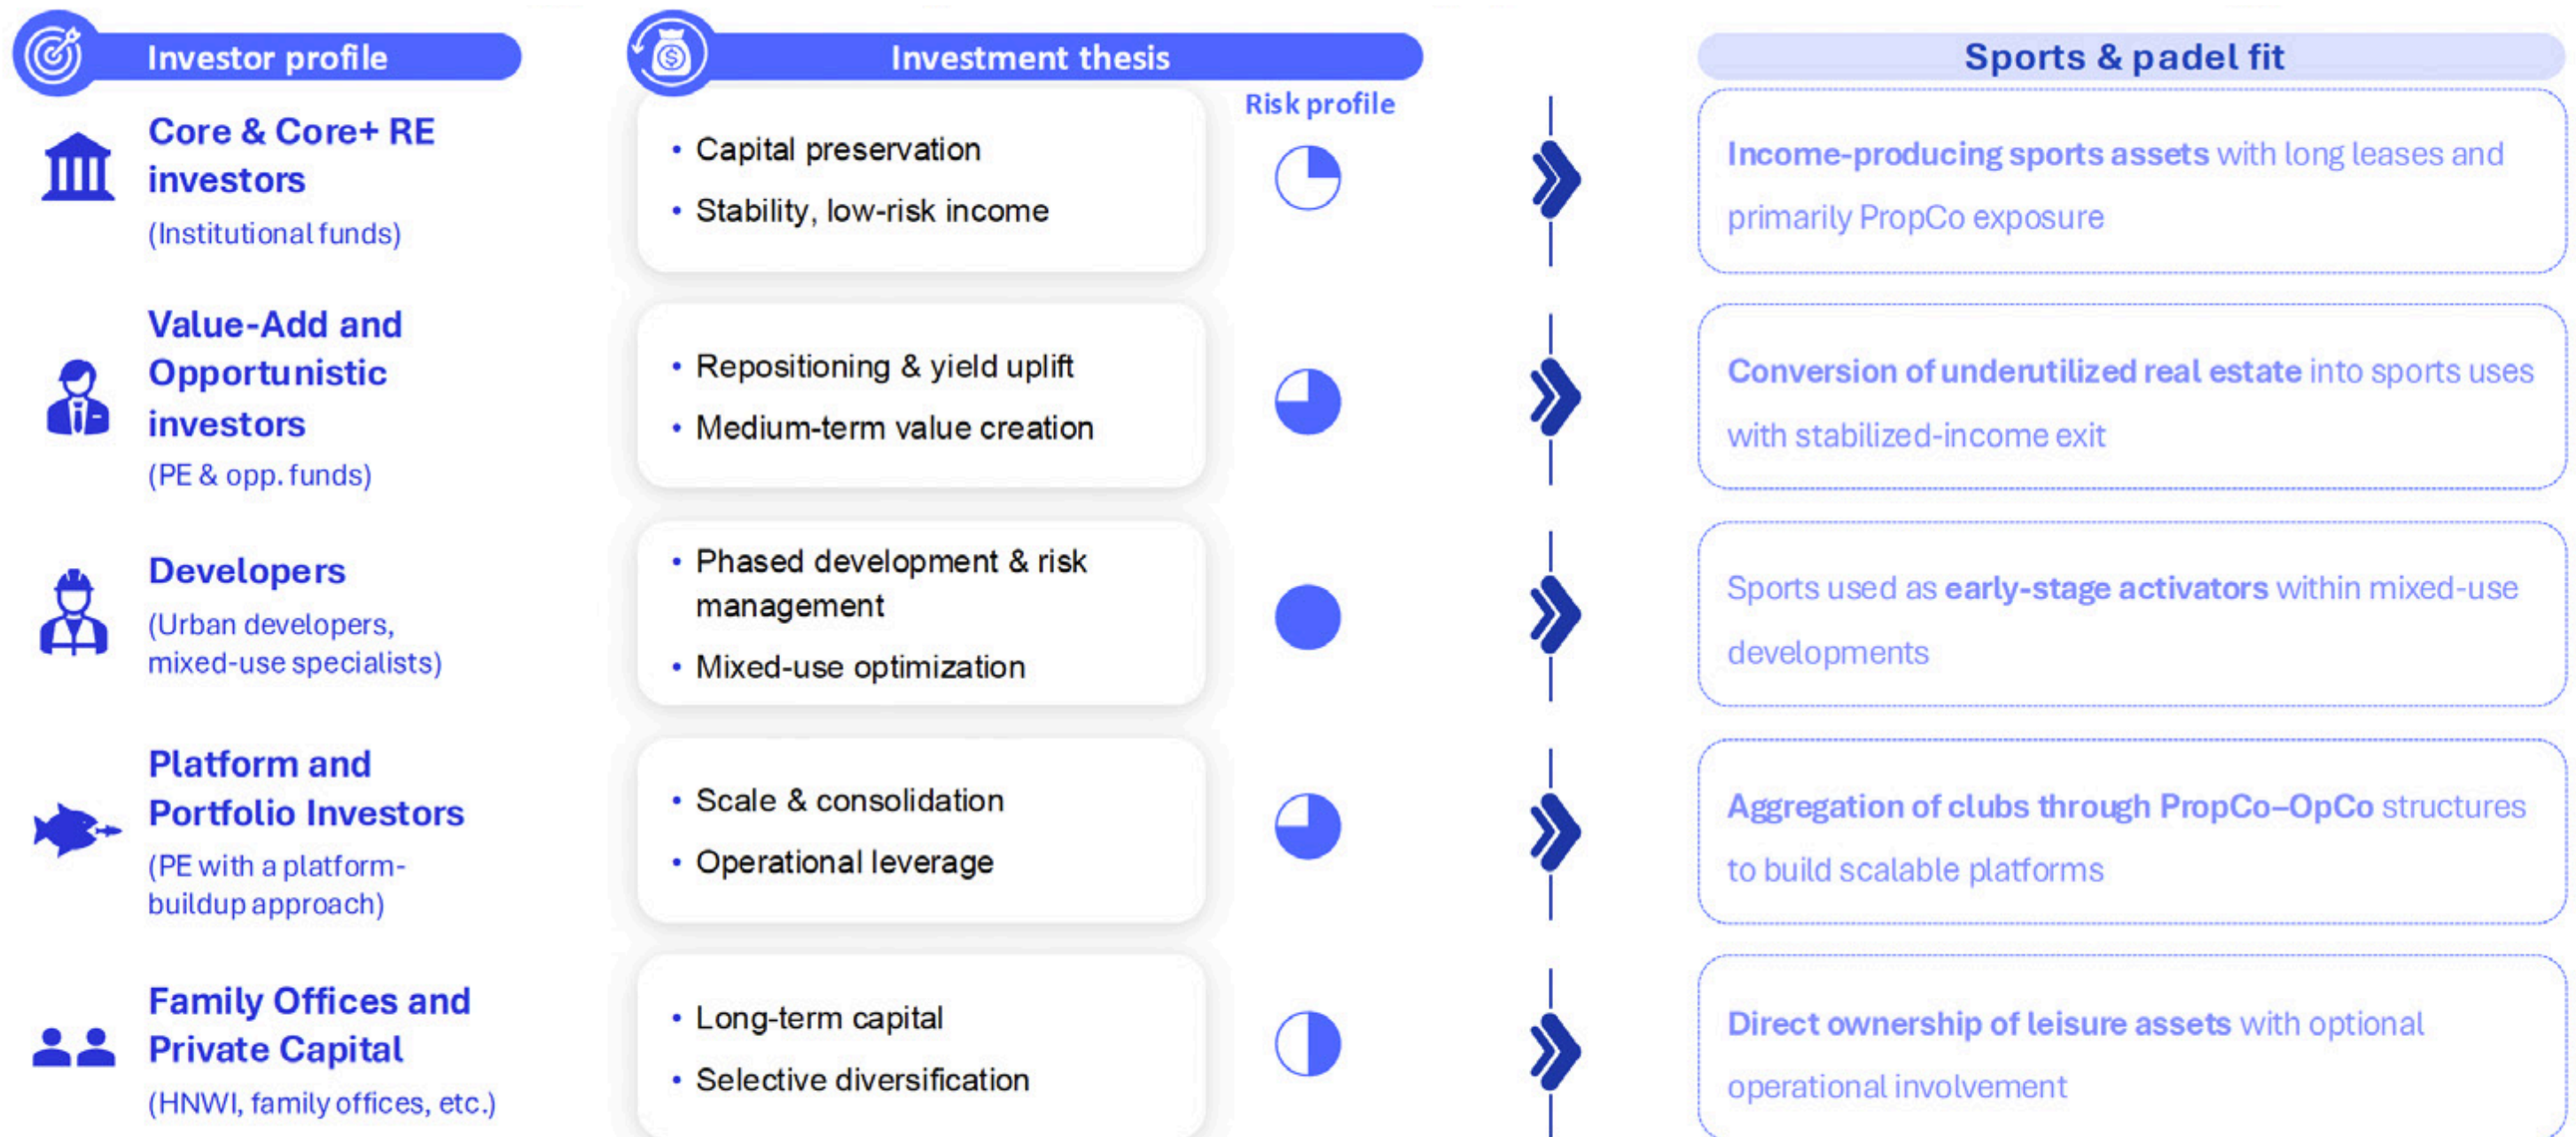 Investor profile
Investment thesis
Sports & padel fit
Risk profile
Core & Core+ RE
investors
(Institutional funds)
• Capital preservation
• Stability, low-risk income
Income-producing sports assets with long leases and
primarily PropCo exposure
Value-Add and
Opportunistic
investors
(PE & opp. funds)
• Repositioning & yield uplift
• Medium-term value creation
Conversion of underutilized real estate into sports uses
with stabilized-income exit
Developers
(Urban developers,
mixed-use specialists)
• Phased development & risk
management
• Mixed-use optimization
Sports used as early-stage activators within mixed-use
developments
Platform and
Portfolio Investors
(PE with a platform-
buildup approach)
• Scale & consolidation
• Operational leverage
Aggregation of clubs through PropCo–OpCo structures
to build scalable platforms
Family Offices and
Private Capital
(HNWI, family offices, etc.)
• Long-term capital
• Selective diversification
Direct ownership of leisure assets with optional
operational involvement